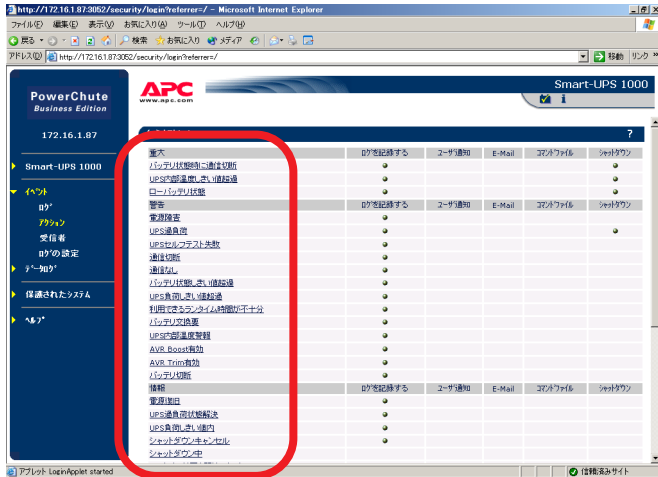 http://172.16.1.87:3052/security/login?referrer=/ - Microsoft Internet Explorer
ファイル(F) 編集(E) 表示(V) お気に入り(A) ツール(T) ヘルプ(H)
戻る 検索 お気に入り メディア
アドレス(D) http://172.16.1.87:3052/security/login?referrer=/ 移動 リンク »
PowerChute
Business Edition
APC
www.apc.com
Smart-UPS 1000
i
172.16.1.87
?
Smart-UPS 1000
イベント
ログ
アクション
受信者
ログの設定
データログ
保護されたシステム
ヘルプ
重大 ログを記録する ユーザ通知 E-Mail コマンドファイル シャットダウン
バッテリ状態時に通信切断
UPS内部温度しきい値超過
ローバッテリ状態
警告 ログを記録する ユーザ通知 E-Mail コマンドファイル シャットダウン
電源障害
UPS過負荷
UPSセルフテスト失敗
通信切断
通信なし
バッテリ状態しきい値超過
UPS負荷しきい値超過
利用できるランタイム時間が不十分
バッテリ交換要
UPS内部温度警報
AVR Boost有効
AVR Trim有効
バッテリ切断
情報 ログを記録する ユーザ通知 E-Mail コマンドファイル シャットダウン
電源復旧
UPS過負荷状態解決
UPS負荷しきい値内
シャットダウンキャンセル
シャットダウン中
アプレット LoginApplet started 信頼済みサイト